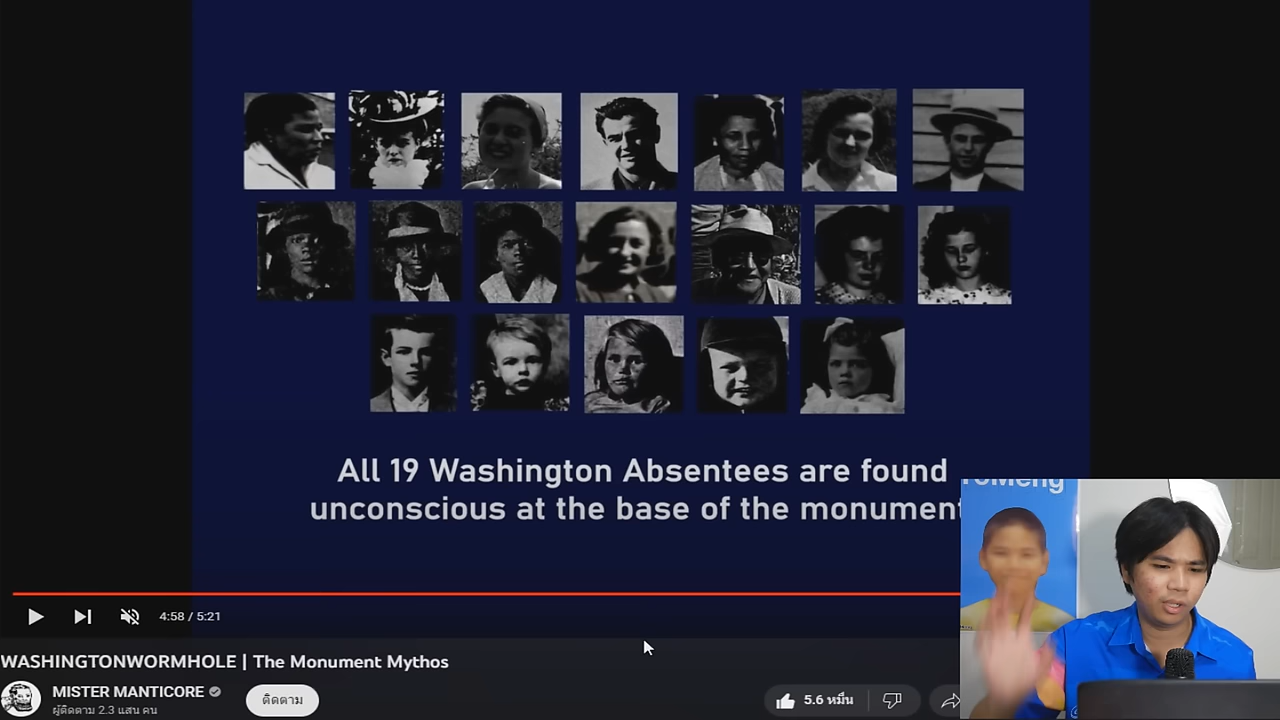 All 19 Washington Absentees are found
unconscious at the base of the monument
4:58 / 5:21
WASHINGTONWORMHOLE | The Monument Mythos
MISTER MANTICORE
ผู้ติดตาม 2.3 แสน คน
ติดตาม
5.6 หมื่น